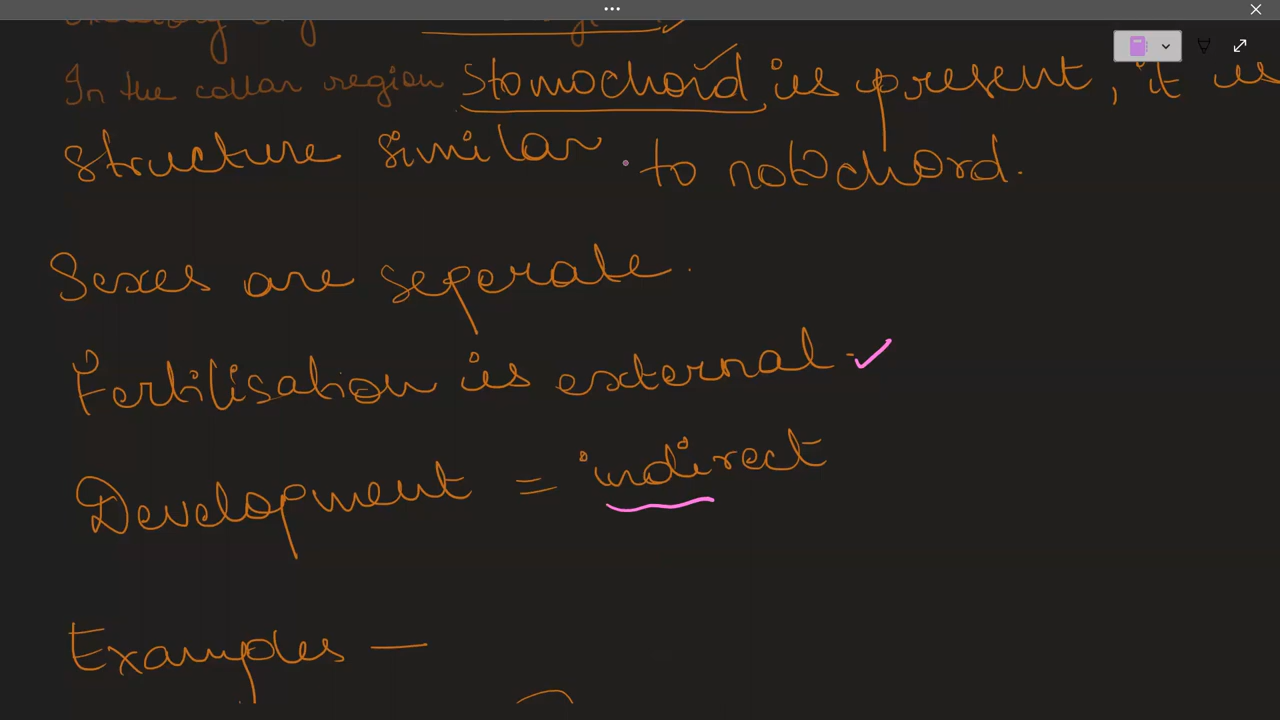 In the collar region Stomochord is present, it is
structure similar to notochord.
Sexes are seperate.
Fertilisation is external
Development = indirect
Examples —